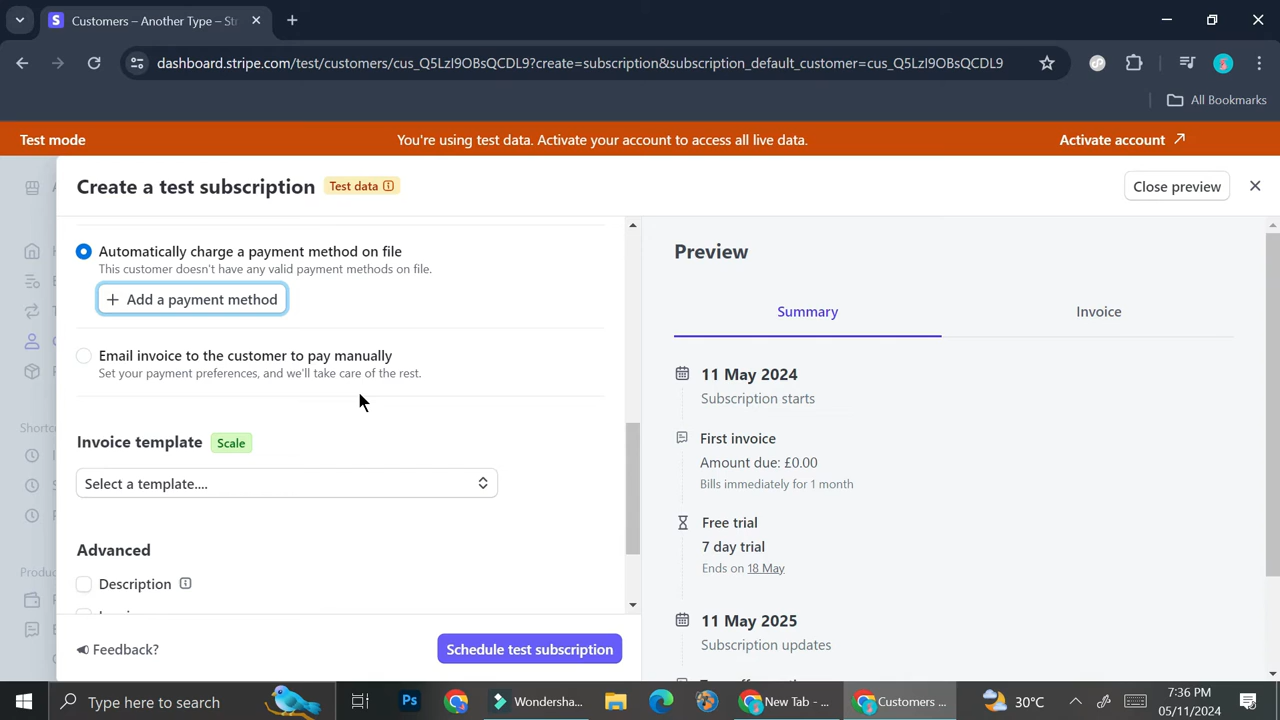 Customers – Another Type – St
dashboard.stripe.com/test/customers/cus_Q5LzI9OBsQCDL9?create=subscription&subscription_default_customer=cus_Q5LzI9OBsQCDL9
All Bookmarks
Test mode
You're using test data. Activate your account to access all live data.
Activate account
Create a test subscription
Test data
Close preview
Automatically charge a payment method on file
This customer doesn't have any valid payment methods on file.
+ Add a payment method
Email invoice to the customer to pay manually
Set your payment preferences, and we'll take care of the rest.
Shortc
Invoice template
Scale
Select a template....
Advanced
Description
Produc
Feedback?
Schedule test subscription
Preview
Summary
Invoice
11 May 2024
Subscription starts
First invoice
Amount due: £0.00
Bills immediately for 1 month
Free trial
7 day trial
Ends on 18 May
11 May 2025
Subscription updates
Type here to search
Ps
Wondersha...
New Tab - ...
Customers ...
30°C
7:36 PM
05/11/2024